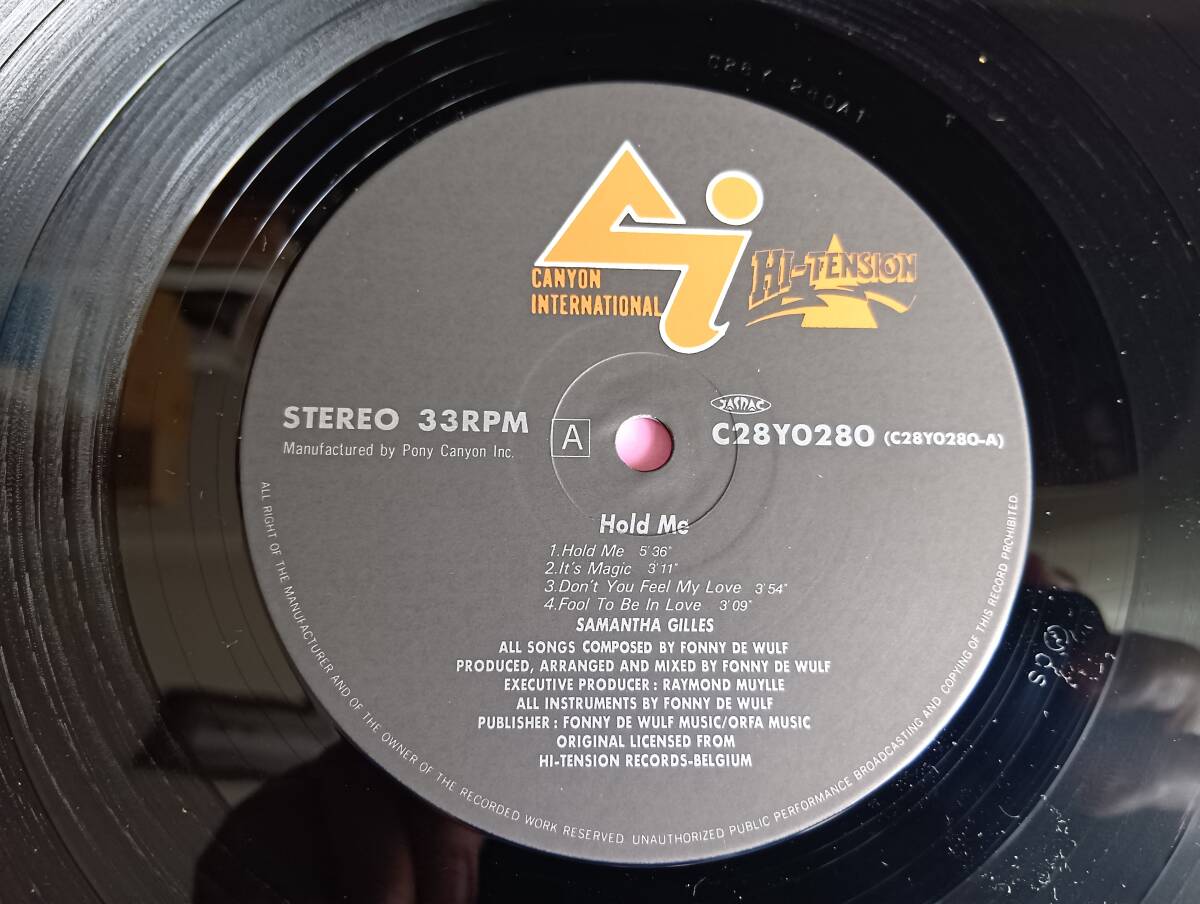 C28Y-280A1
1
CANYON
INTERNATIONAL
HI-TENSION
STEREO 33RPM
Manufactured by Pony Canyon Inc.
A
JASRAC
C28Y0280 (C28Y0280-A)
Hold Me
1.Hold Me 5'36"
2.It's Magic 3'11"
3.Don't You Feel My Love 3'54"
4.Fool To Be In Love 3'09"
SAMANTHA GILLES
ALL SONGS COMPOSED BY FONNY DE WULF
PRODUCED, ARRANGED AND MIXED BY FONNY DE WULF
EXECUTIVE PRODUCER : RAYMOND MUYLLE
ALL INSTRUMENTS BY FONNY DE WULF
PUBLISHER : FONNY DE WULF MUSIC/ORFA MUSIC
ORIGINAL LICENSED FROM
HI-TENSION RECORDS-BELGIUM
ALL RIGHT OF THE MANUFACTURER AND OF THE OWNER OF THE RECORDED WORK RESERVED. UNAUTHORIZED PUBLIC PERFORMANCE BROADCASTING AND COPYING OF THIS RECORD PROHIBITED.